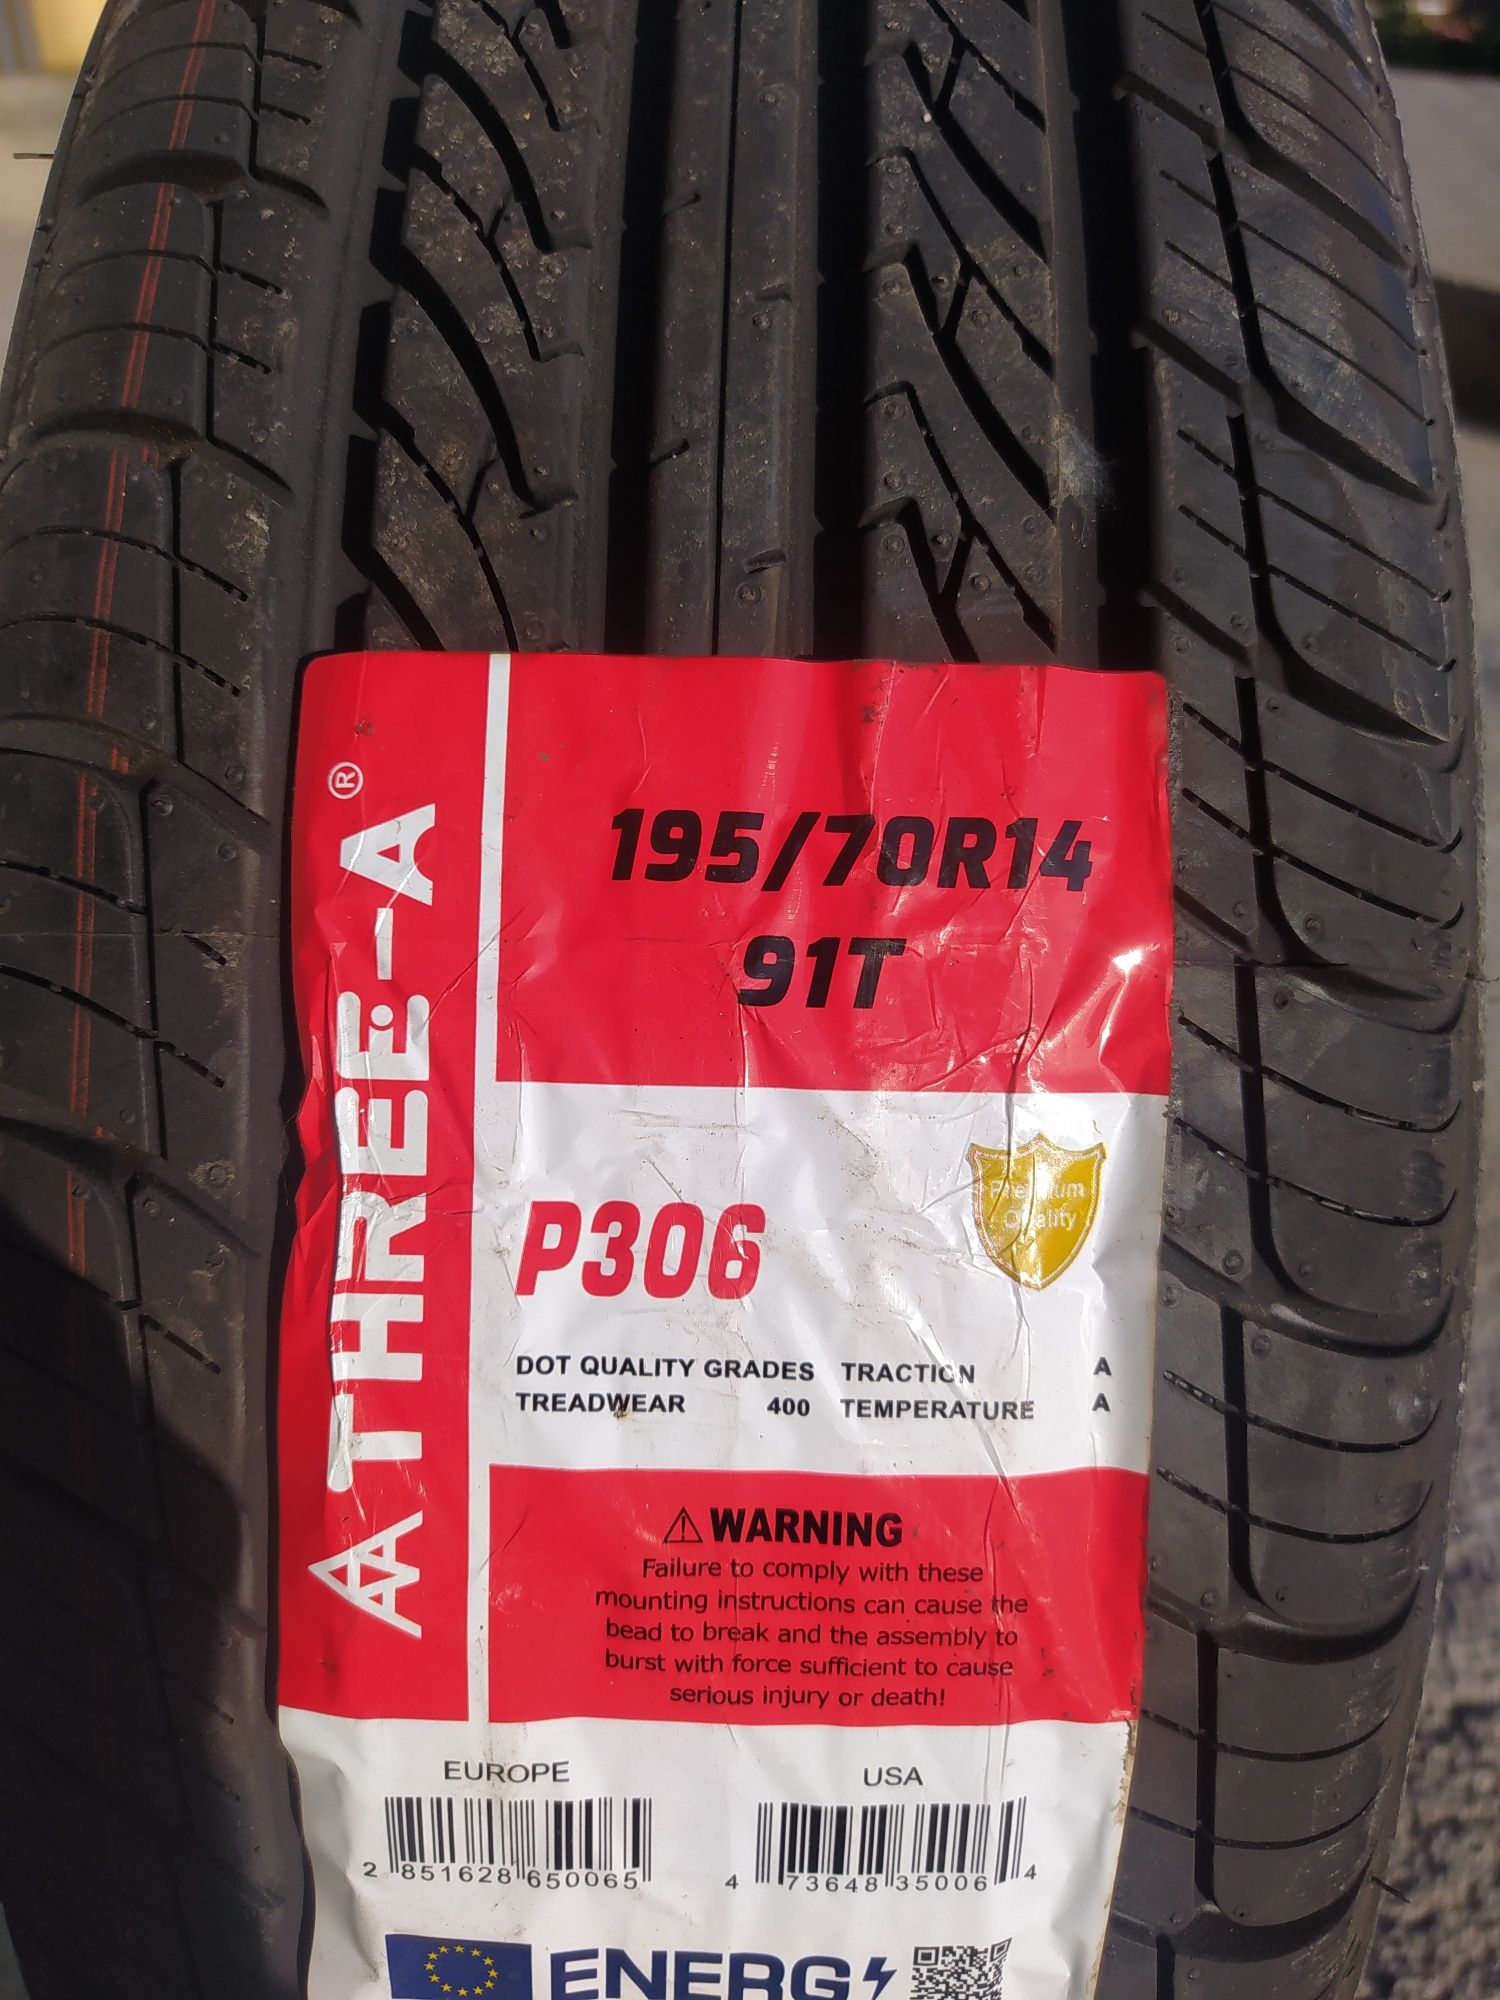 THREE-A®
195/70R14
91T
P306
Premium
Quality
DOT QUALITY GRADES TRACTION A
TREADWEAR 400 TEMPERATURE A
WARNING
Failure to comply with these
mounting instructions can cause the
bead to break and the assembly to
burst with force sufficient to cause
serious injury or death!
EUROPE
2 851628 650065
USA
4 73648 35006 4
ENERG